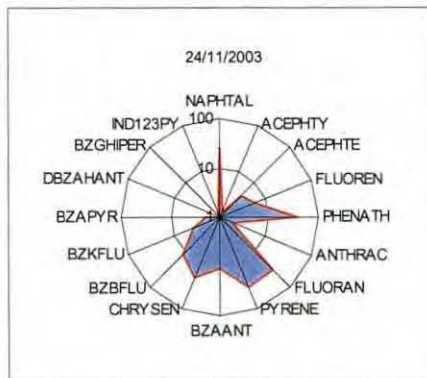 24/11/2003
NAPHTAL
100
IND123PY
ACEPHTY
BZGHIPER
ACEPHTE
10
DBZAHANT
FLUOREN
BZAPYR
1
PHENATH
BZKFLU
ANTHRAC
BZBFLU
FLUORAN
CHRYSEN
PYRENE
BZAANT